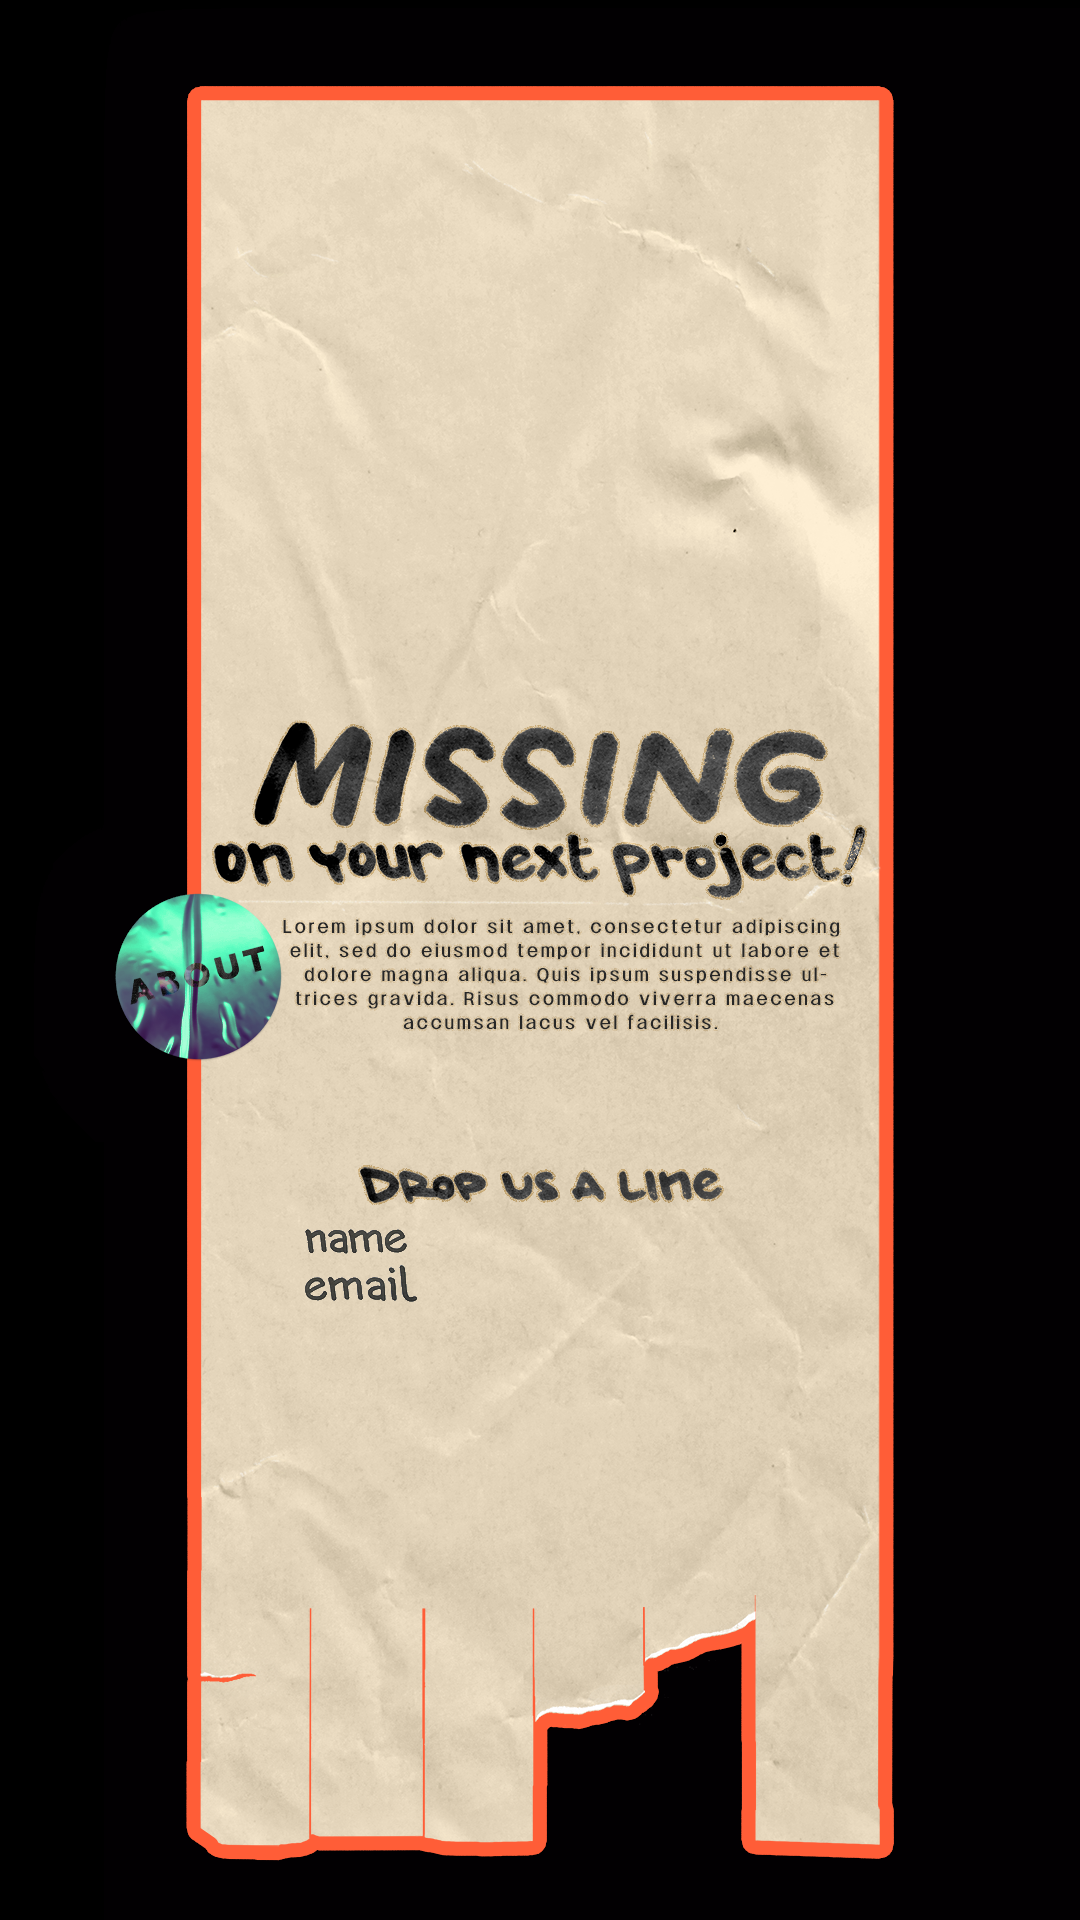 MISSING
on your next project!
ABOUT
Lorem ipsum dolor sit amet, consectetur adipiscing
elit, sed do eiusmod tempor incididunt ut labore et
dolore magna aliqua. Quis ipsum suspendisse ul-
trices gravida. Risus commodo viverra maecenas
accumsan lacus vel facilisis.
DROP US A LINE
name
email